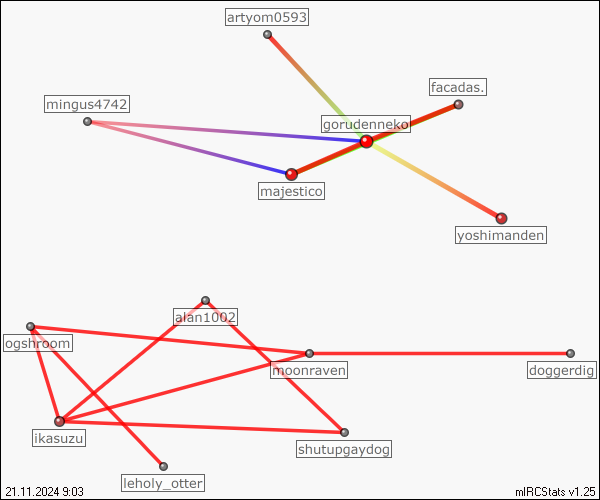 artyom0593
facadas.
mingus4742
gorudenneko
majestico
yoshimanden
alan1002
ogshroom
moonraven
doggerdig
ikasuzu
shutupgaydog
leholy_otter
21.11.2024 9:03
mIRCStats v1.25